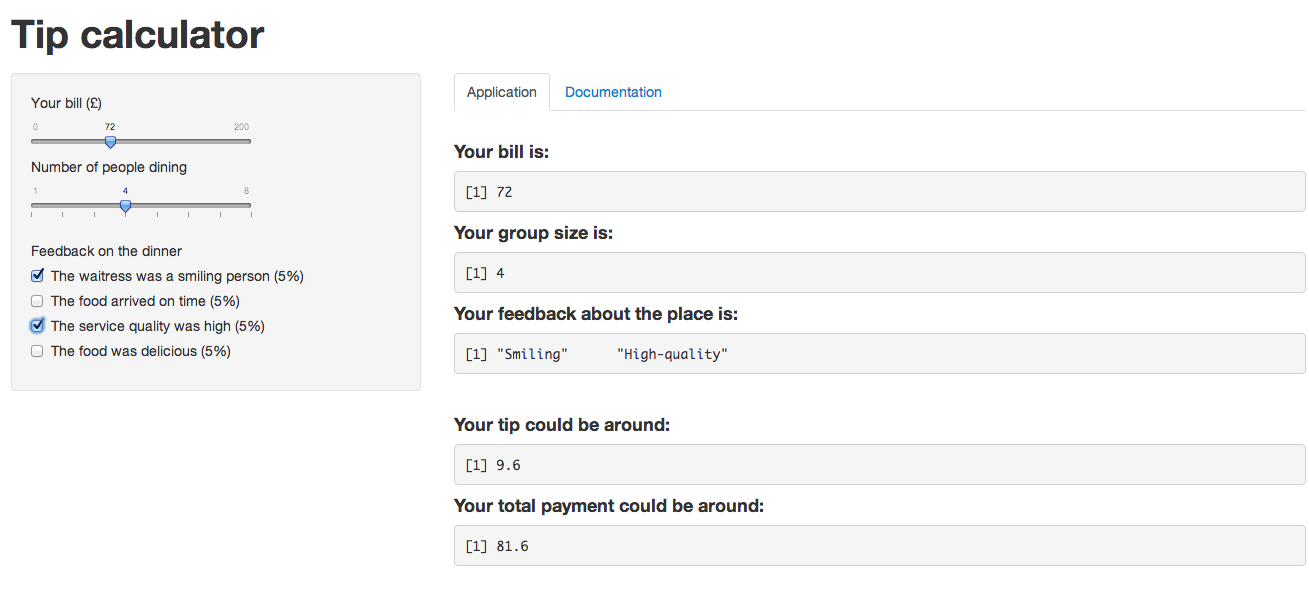 Tip calculator
Your bill (£)
0 72 200
Number of people dining
1 4 8
Feedback on the dinner
The waitress was a smiling person (5%)
The food arrived on time (5%)
The service quality was high (5%)
The food was delicious (5%)
Application Documentation
Your bill is:
[1] 72
Your group size is:
[1] 4
Your feedback about the place is:
[1] "Smiling" "High-quality"
Your tip could be around:
[1] 9.6
Your total payment could be around:
[1] 81.6